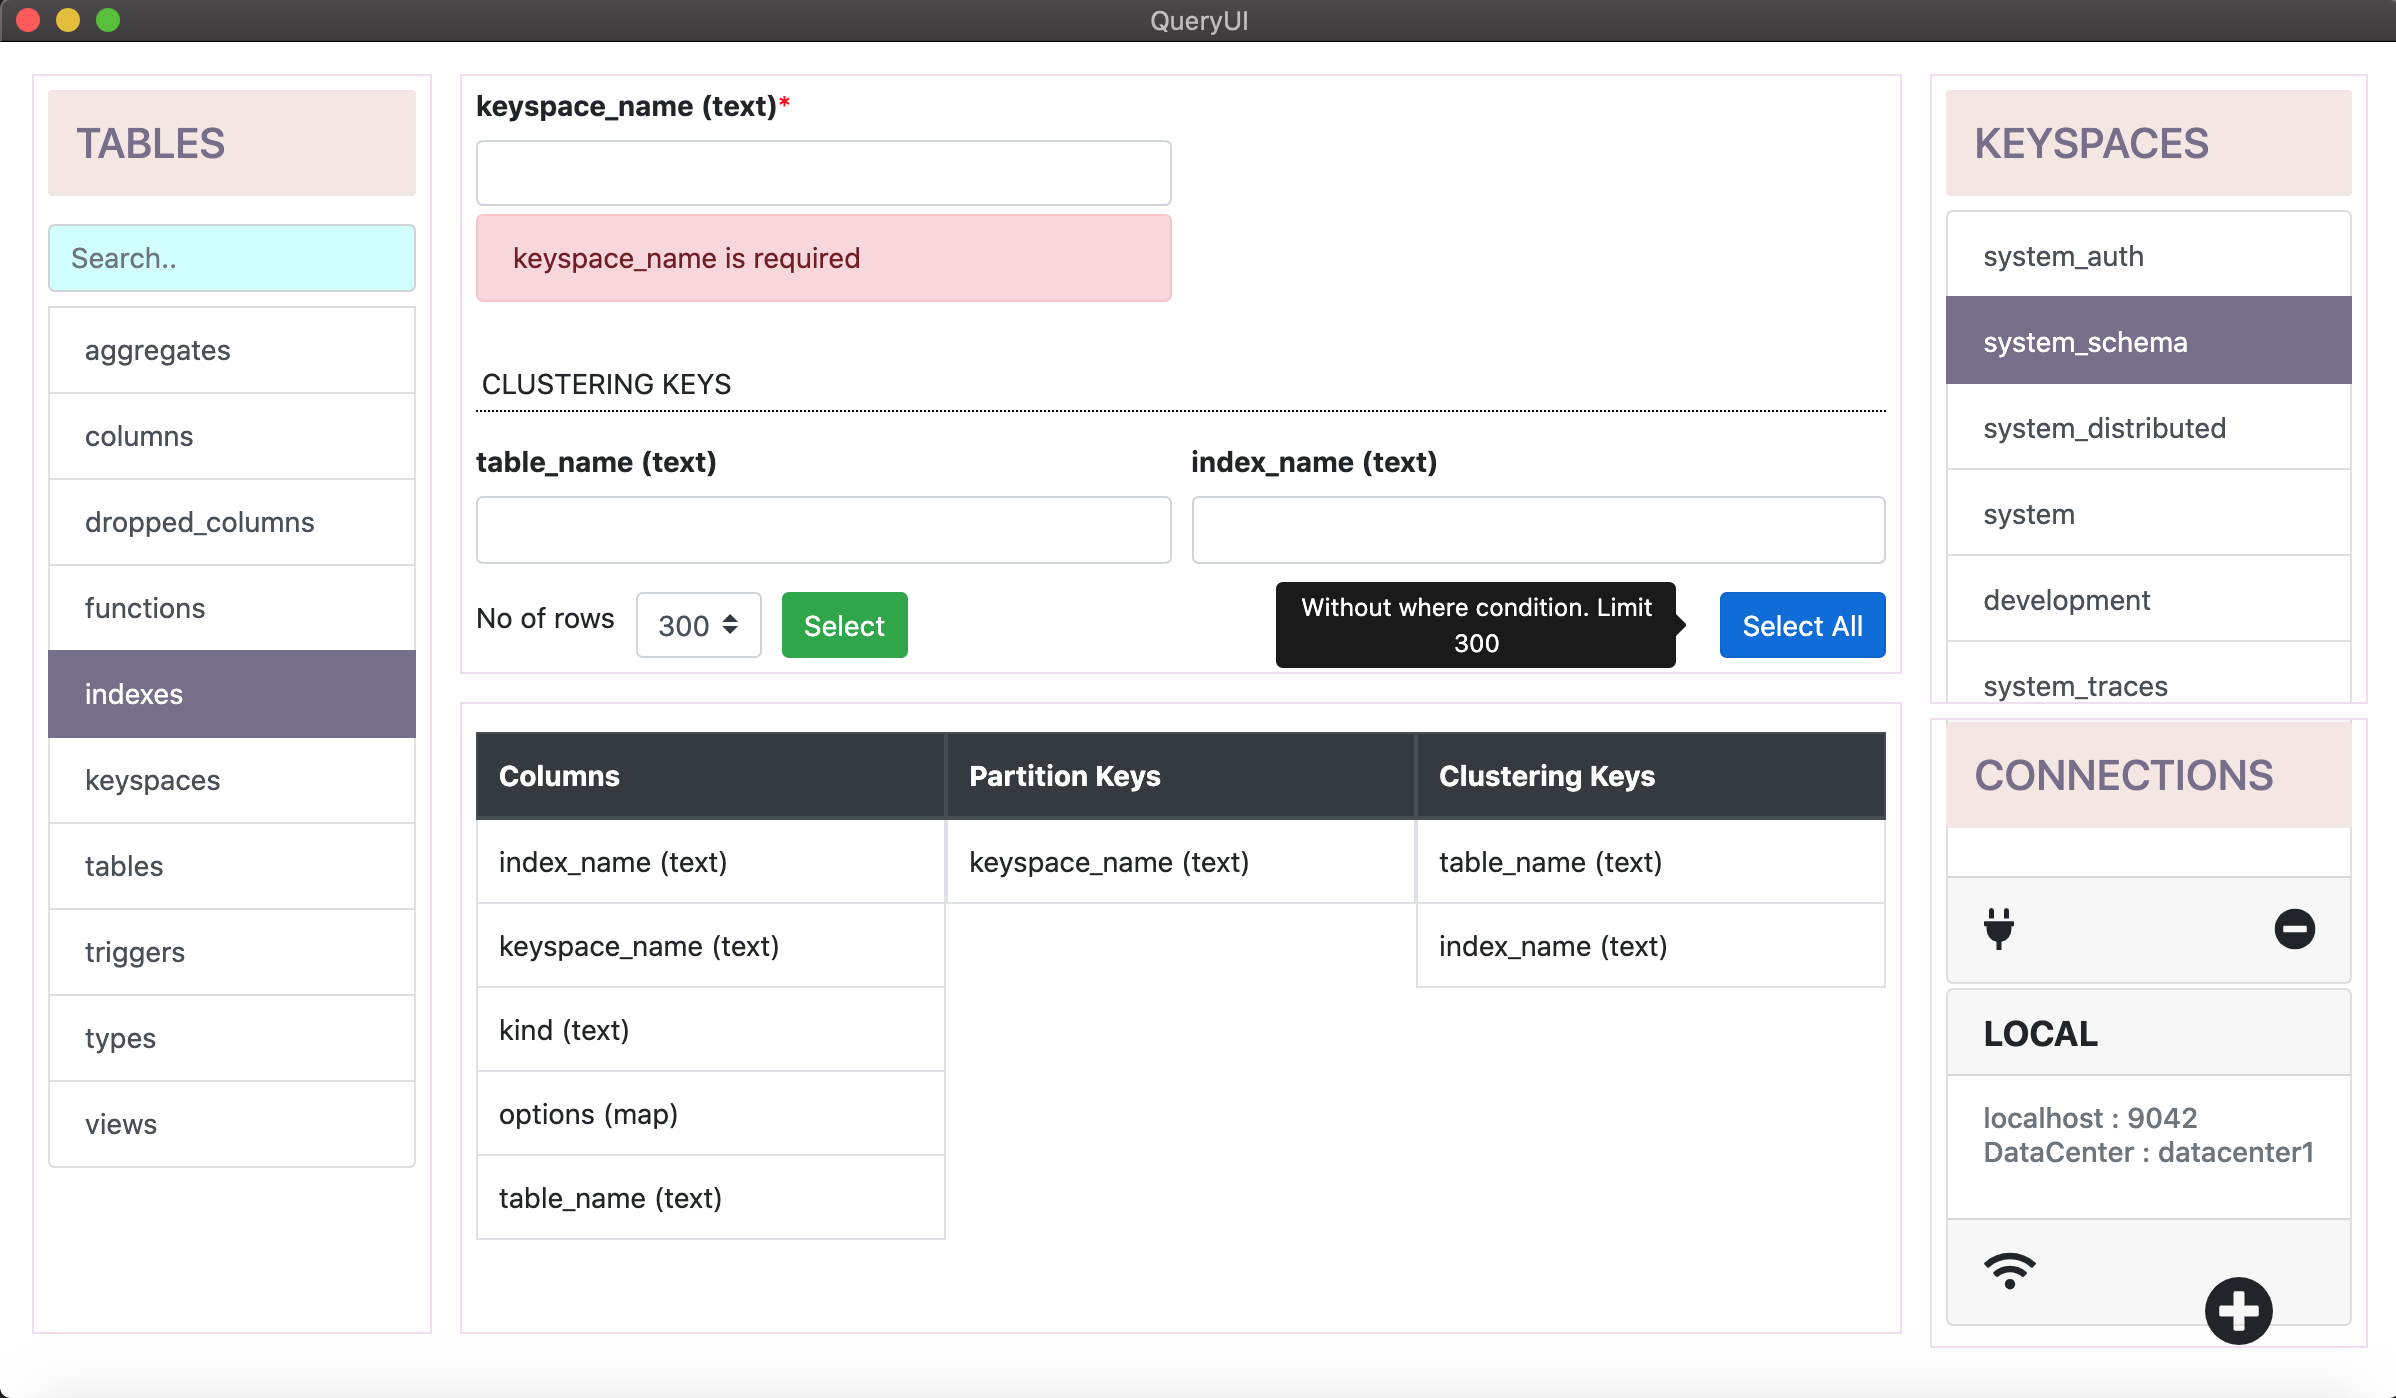 QueryUI
TABLES
Search..
aggregates
columns
dropped_columns
functions
indexes
keyspaces
tables
triggers
types
views
keyspace_name (text)*
keyspace_name is required
CLUSTERING KEYS
table_name (text)
index_name (text)
No of rows
300
Select
Without where condition. Limit
300
Select All
Columns
Partition Keys
Clustering Keys
index_name (text)
keyspace_name (text)
table_name (text)
keyspace_name (text)
index_name (text)
kind (text)
options (map)
table_name (text)
KEYSPACES
system_auth
system_schema
system_distributed
system
development
system_traces
CONNECTIONS
LOCAL
localhost : 9042
DataCenter : datacenter1